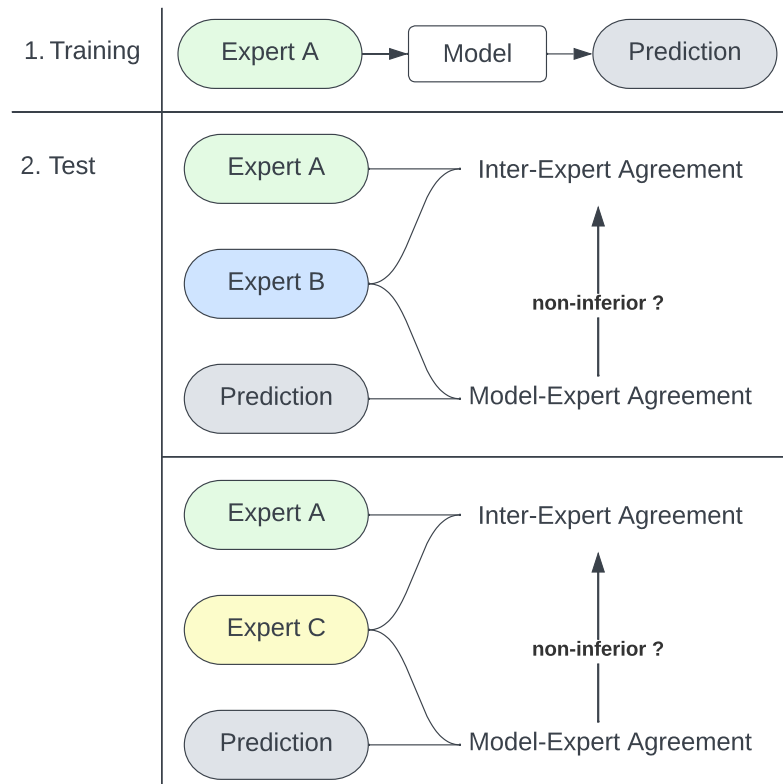 1. Training
Expert A
Model
Prediction
2. Test
Expert A
Inter-Expert Agreement
Expert B
non-inferior ?
Prediction
Model-Expert Agreement
Expert A
Inter-Expert Agreement
Expert C
non-inferior ?
Prediction
Model-Expert Agreement